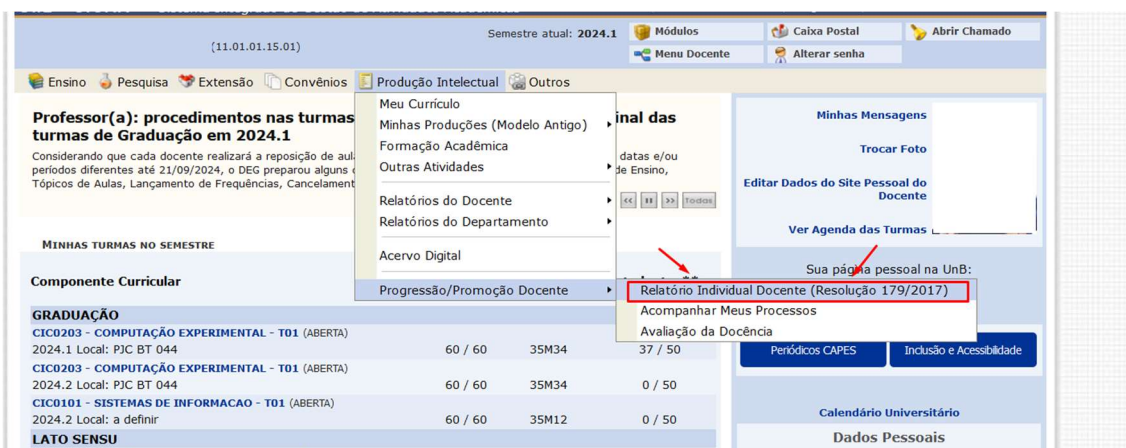 (11.01.01.15.01)
Semestre atual: 2024.1
Módulos
Caixa Postal
Abrir Chamado
Menu Docente
Alterar senha
Ensino
Pesquisa
Extensão
Convênios
Produção Intelectual
Outros
Professor(a): procedimentos nas turmas
inal das
turmas de Graduação em 2024.1
Considerando que cada docente realizará a reposição de
datas e/ou
períodos diferentes até 21/09/2024, o DEG preparou alguns
de Ensino,
Tópicos de Aulas, Lançamento de Frequências,
Todas
Meu Currículo
Minhas Produções (Modelo Antigo)
Formação Acadêmica
Outras Atividades
Relatórios do Docente
Relatórios do Departamento
Acervo Digital
Progressão/Promoção Docente
Relatório Individual Docente (Resolução 179/2017)
Acompanhar Meus Processos
Avaliação da Docência
Minhas Mensagens
Trocar Foto
Editar Dados do Site Pessoal do
Docente
Ver Agenda das Turmas
Sua página pessoal na UnB:
Periódicos CAPES
Inclusão e Acessibilidade
Calendário Universitário
Dados Pessoais
MINHAS TURMAS NO SEMESTRE
Componente Curricular
GRADUAÇÃO
CIC0203 - COMPUTAÇÃO EXPERIMENTAL - T01 (ABERTA)
2024.1 Local: PJC BT 044 60 / 60 35M34 37 / 50
CIC0203 - COMPUTAÇÃO EXPERIMENTAL - T01 (ABERTA)
2024.2 Local: PJC BT 044 60 / 60 35M34 0 / 50
CIC0101 - SISTEMAS DE INFORMACAO - T01 (ABERTA)
2024.2 Local: a definir 60 / 60 35M12 0 / 50
LATO SENSU